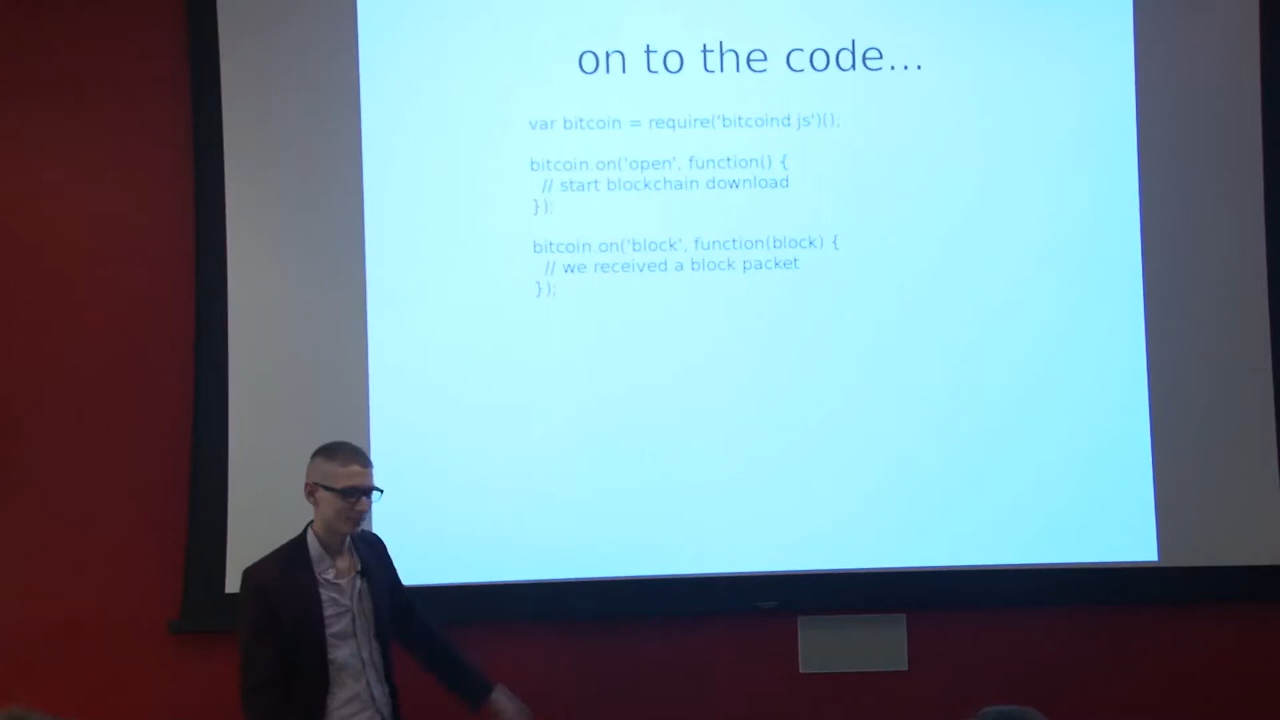 on to the code...
var bitcoin = require('bitcoind.js')();
bitcoin.on('open', function() {
// start blockchain download
});
bitcoin.on('block', function(block) {
// we received a block packet
});